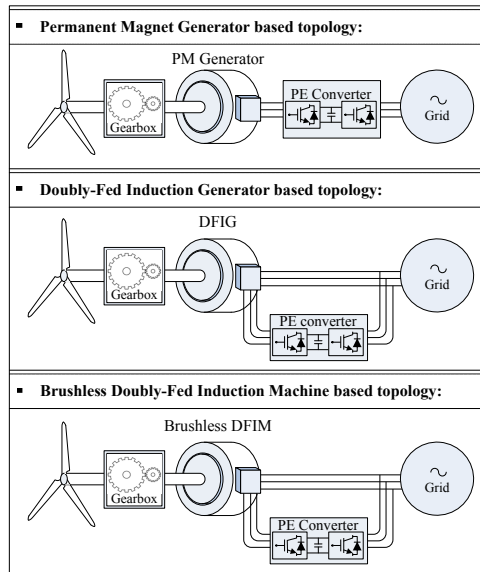 ▪ Permanent Magnet Generator based topology:
PM Generator
PE Converter
Gearbox
Grid
▪ Doubly-Fed Induction Generator based topology:
DFIG
Gearbox
Grid
PE converter
▪ Brushless Doubly-Fed Induction Machine based topology:
Brushless DFIM
Gearbox
Grid
PE Converter